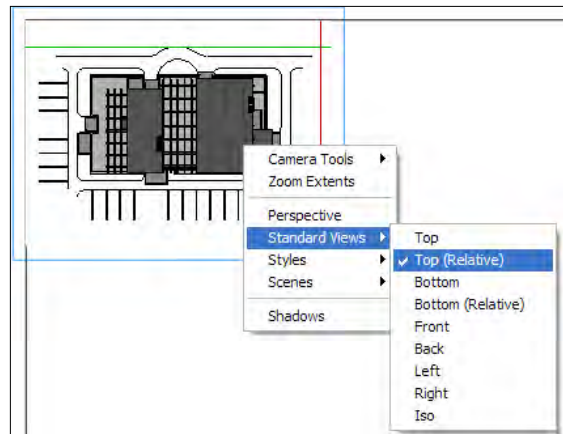 Camera Tools
Zoom Extents
Perspective
Standard Views
Styles
Scenes
Shadows
Top
Top (Relative)
Bottom
Bottom (Relative)
Front
Back
Left
Right
Iso